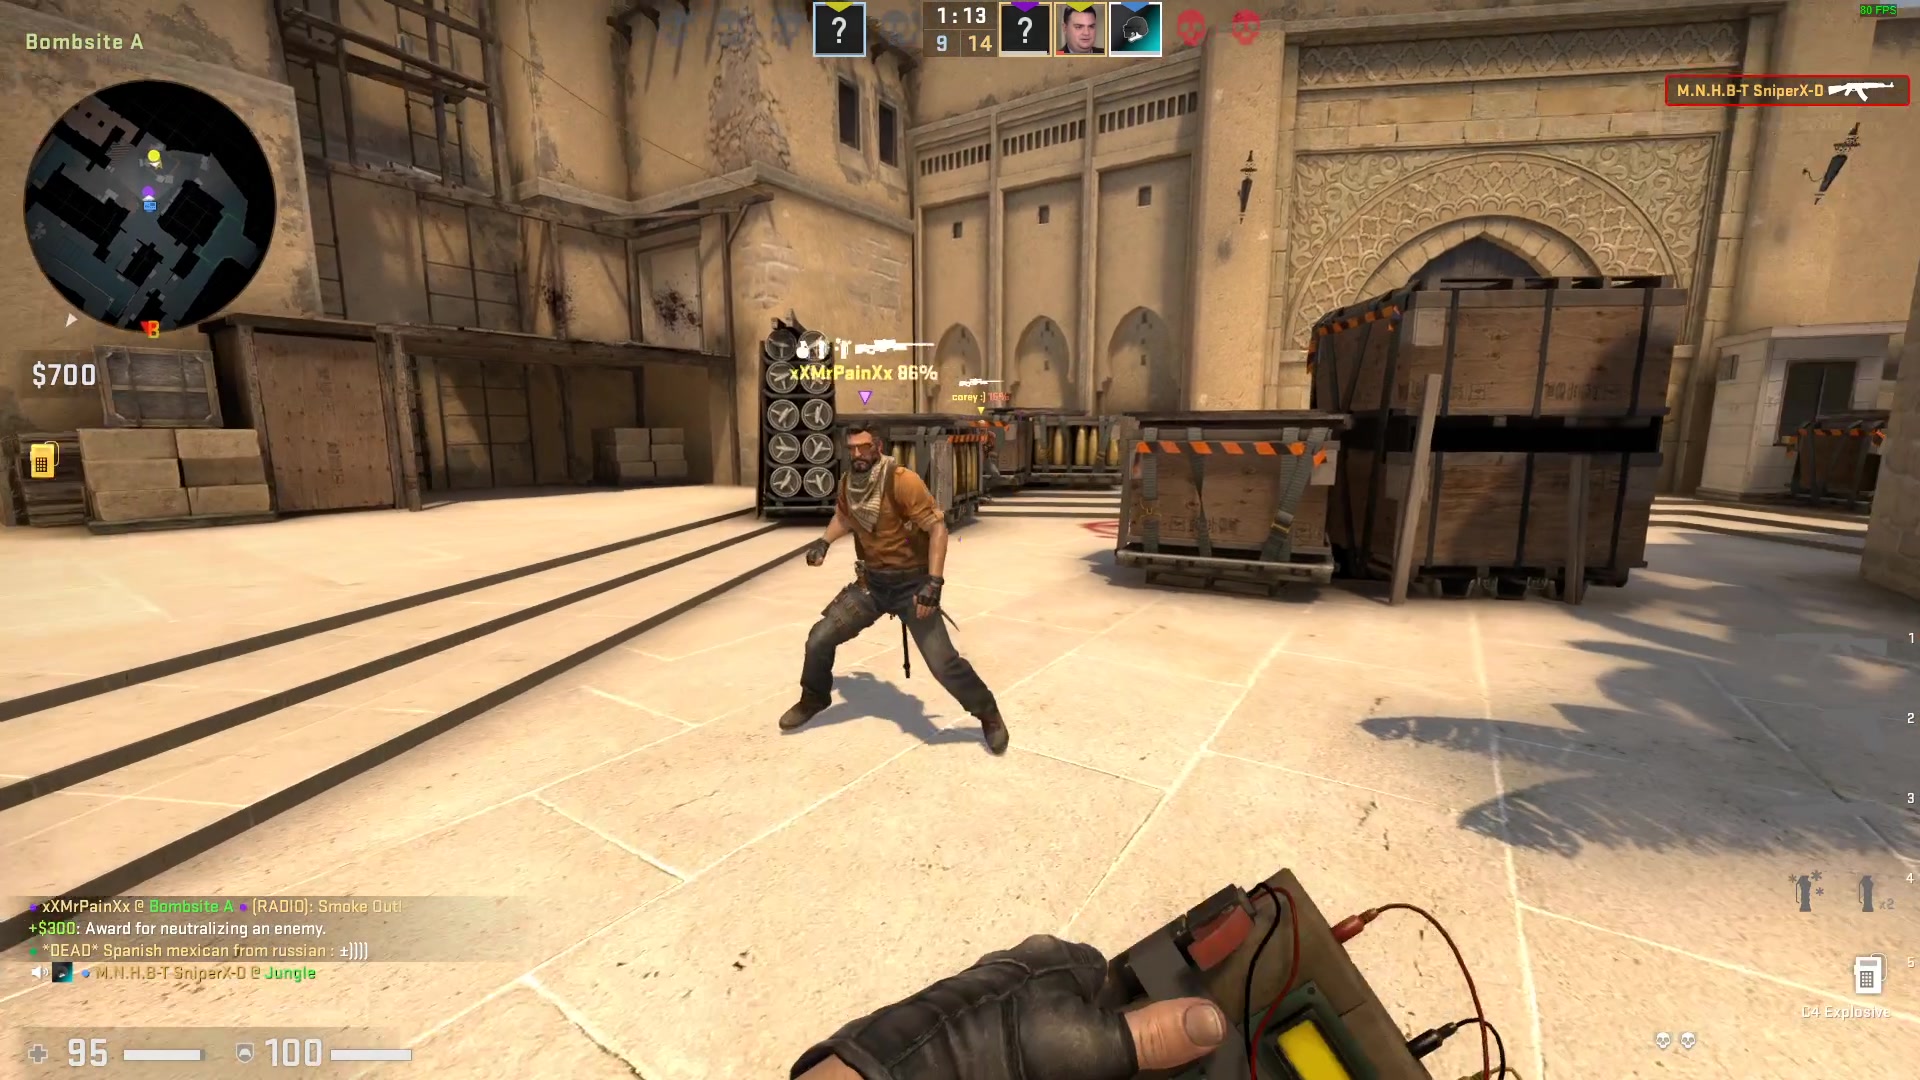 80 FPS
Bombsite A
?
1:13
9 14
?
M.N.H.B-T SniperX-D
B
$700
xXMrPainXx 86%
corey :) 15%
1
2
3
4
x2
5
C4 Explosive
xXMrPainXx @ Bombsite A • (RADIO): Smoke Out!
+$300: Award for neutralizing an enemy.
*DEAD* Spanish mexican from russian : ±))))
M.N.H.B-T SniperX-D @ Jungle
95
100